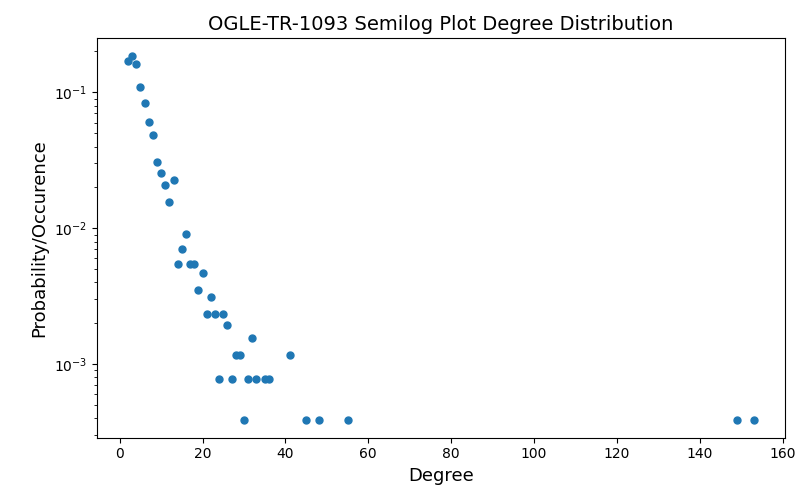 OGLE-TR-1093 Semilog Plot Degree Distribution
Probability/Occurence
10⁻¹
10⁻²
10⁻³
0 20 40 60 80 100 120 140 160
Degree